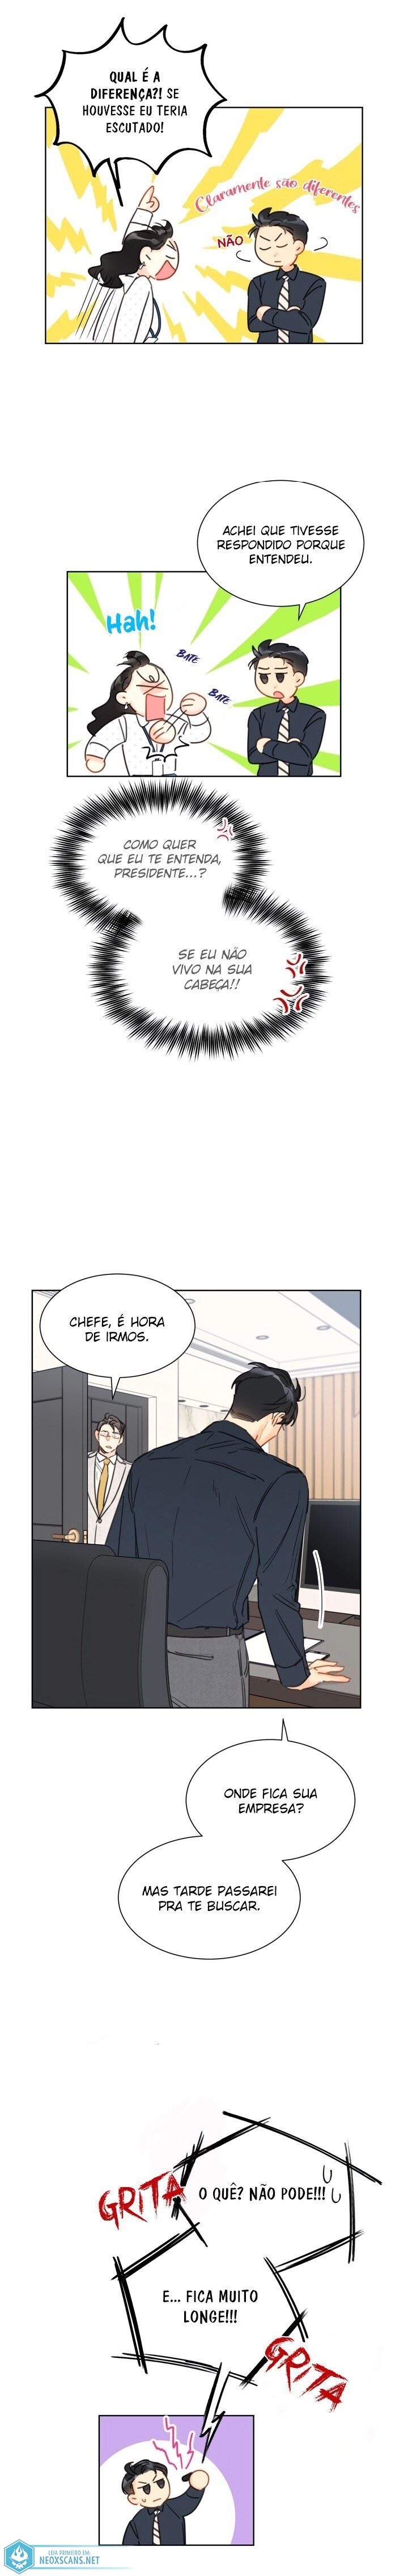 QUAL É A
DIFERENÇA?! SE
HOUVESSE EU TERIA
ESCUTADO!
Claramente são diferentes
NÃO
ACHEI QUE TIVESSE
RESPONDIDO PORQUE
ENTENDEU.
Hah!
BATE
BATE
COMO QUER
QUE EU TE ENTENDA,
PRESIDENTE...?
SE EU NÃO
VIVO NA SUA
CABEÇA!!
CHEFE, É HORA
DE IRMOS.
ONDE FICA SUA
EMPRESA?
MAS TARDE PASSAREI
PRA TE BUSCAR.
GRITA
O QUÊ? NÃO PODE!!!
E... FICA MUITO
LONGE!!!
GRITA
LEIA PRIMEIRO EM:
NEOXSCANS.NET